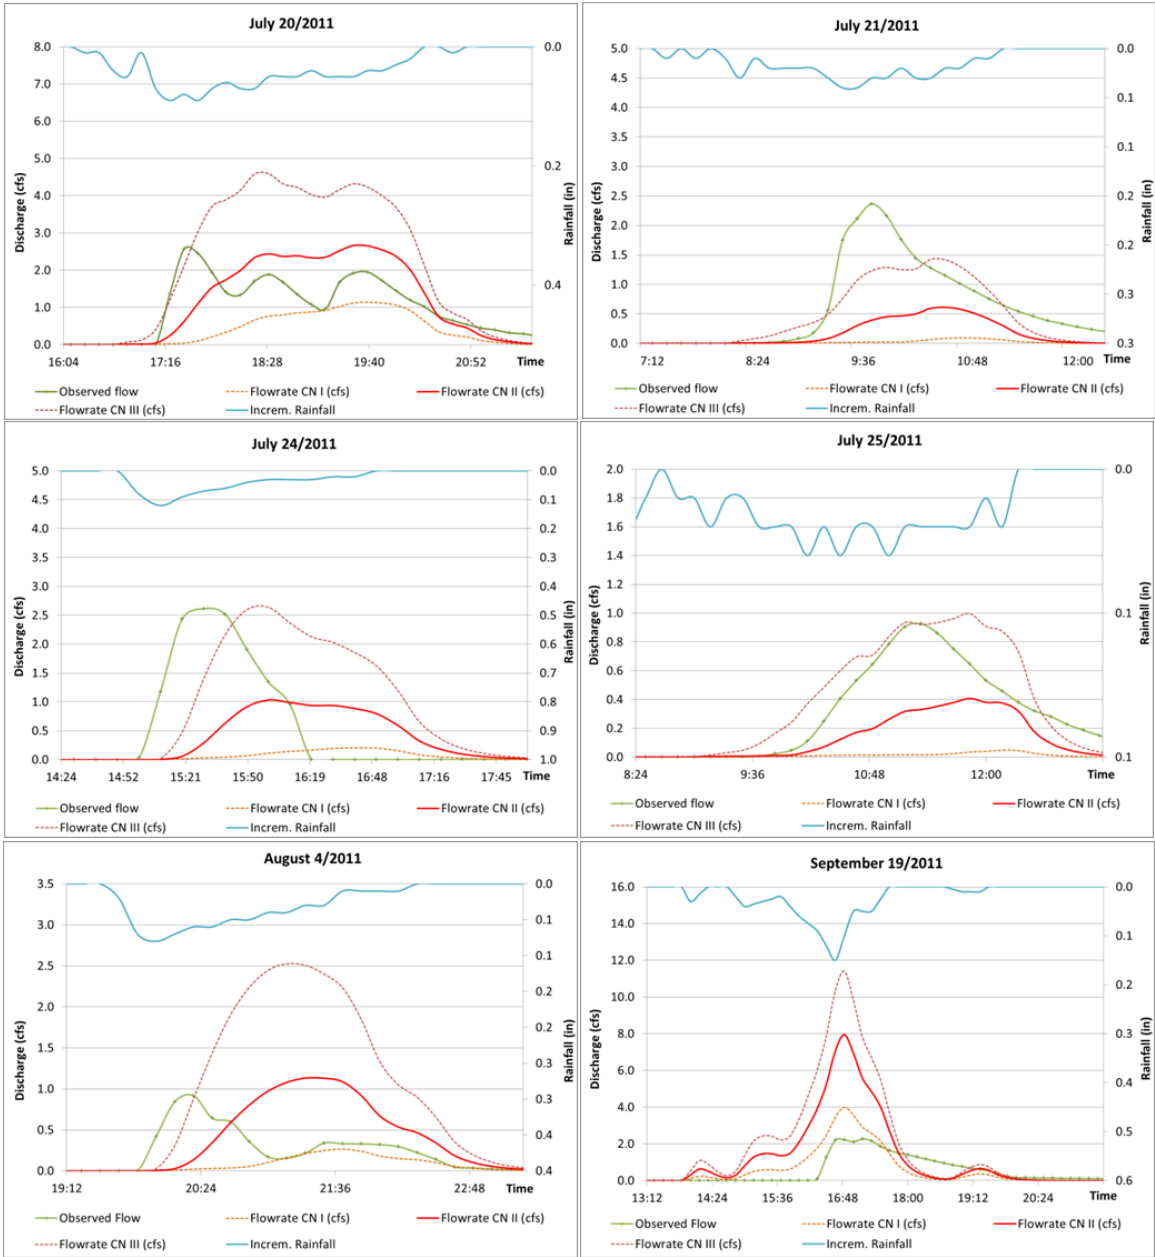 July 20/2011
8.0
7.0
6.0
5.0
4.0
3.0
2.0
1.0
0.0
Discharge (cfs)
0.0
0.2
0.4
Rainfall (in)
16:04 17:16 18:28 19:40 20:52 Time
Observed flow Flowrate CN I (cfs) Flowrate CN II (cfs)
Flowrate CN III (cfs) Increm. Rainfall
July 21/2011
5.0
4.5
4.0
3.5
3.0
2.5
2.0
1.5
1.0
0.5
0.0
Discharge (cfs)
0.0
0.1
0.1
0.2
0.2
0.3
0.3
Rainfall (in)
7:12 8:24 9:36 10:48 12:00 Time
Observed flow Flowrate CN I (cfs) Flowrate CN II (cfs)
Flowrate CN III (cfs) Increm. Rainfall
July 24/2011
5.0
4.5
4.0
3.5
3.0
2.5
2.0
1.5
1.0
0.5
0.0
Discharge (cfs)
0.0
0.1
0.2
0.3
0.4
0.5
0.6
0.7
0.8
0.9
1.0
Rainfall (in)
14:24 14:52 15:21 15:50 16:19 16:48 17:16 17:45 Time
Observed flow Flowrate CN I (cfs) Flowrate CN II (cfs)
Flowrate CN III (cfs) Increm. Rainfall
July 25/2011
2.0
1.8
1.6
1.4
1.2
1.0
0.8
0.6
0.4
0.2
0.0
Discharge (cfs)
0.0
0.1
0.1
Rainfall (in)
8:24 9:36 10:48 12:00 Time
Observed flow Flowrate CN I (cfs) Flowrate CN II (cfs)
Flowrate CN III (cfs) Increm. Rainfall
August 4/2011
3.5
3.0
2.5
2.0
1.5
1.0
0.5
0.0
Discharge (cfs)
0.0
0.1
0.1
0.2
0.2
0.3
0.3
0.4
0.4
Rainfall (in)
19:12 20:24 21:36 22:48 Time
Observed Flow Flowrate CN I (cfs) Flowrate CN II (cfs)
Flowrate CN III (cfs) Increm. Rainfall
September 19/2011
16.0
14.0
12.0
10.0
8.0
6.0
4.0
2.0
0.0
Discharge (cfs)
0.0
0.1
0.2
0.3
0.4
0.5
0.6
Rainfall (in)
13:12 14:24 15:36 16:48 18:00 19:12 20:24 Time
Observed Flow Flowrate CN I (cfs) Flowrate CN II (cfs)
Flowrate CN III (cfs) Increm. Rainfall